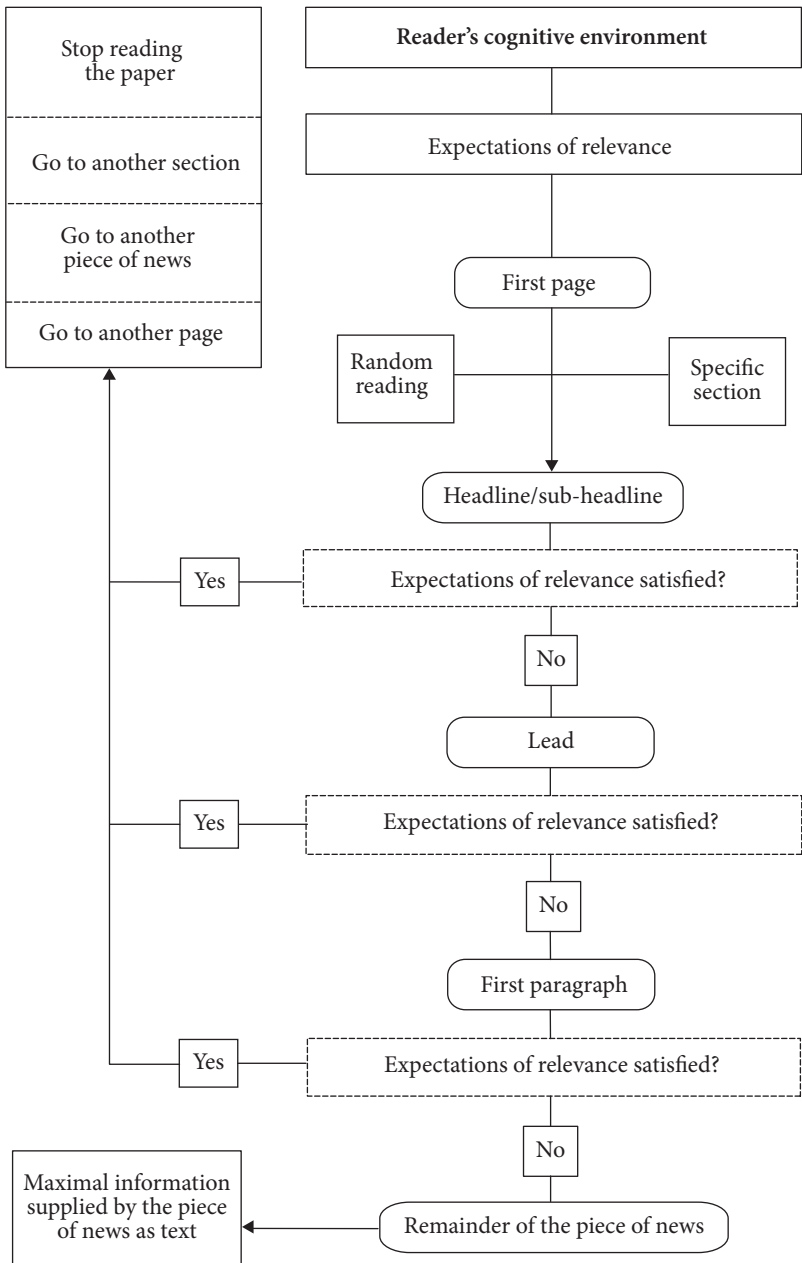 Stop reading
the paper
Go to another section
Go to another
piece of news
Go to another page
Reader's cognitive environment
Expectations of relevance
First page
Random
reading
Specific
section
Headline/sub-headline
Yes
Expectations of relevance satisfied?
No
Lead
Yes
Expectations of relevance satisfied?
No
First paragraph
Yes
Expectations of relevance satisfied?
No
Maximal information
supplied by the piece
of news as text
Remainder of the piece of news